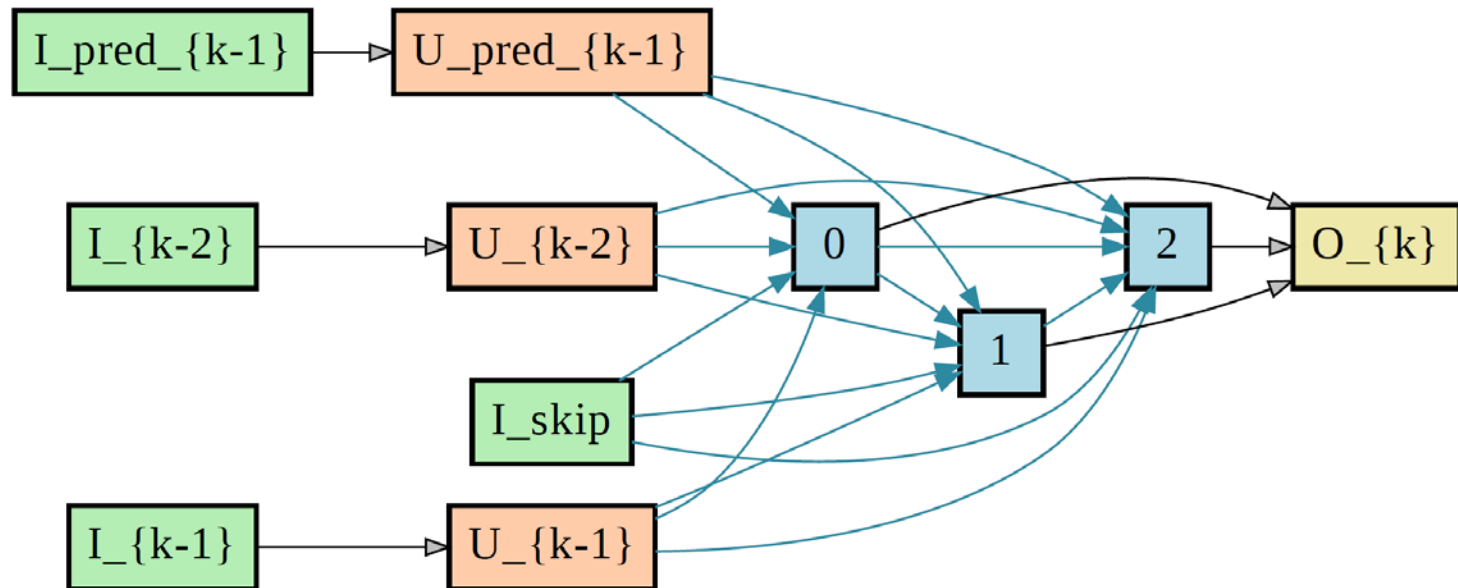 I_pred_{k-1}
U_pred_{k-1}
I_{k-2}
U_{k-2}
0
2
O_{k}
1
I_skip
I_{k-1}
U_{k-1}